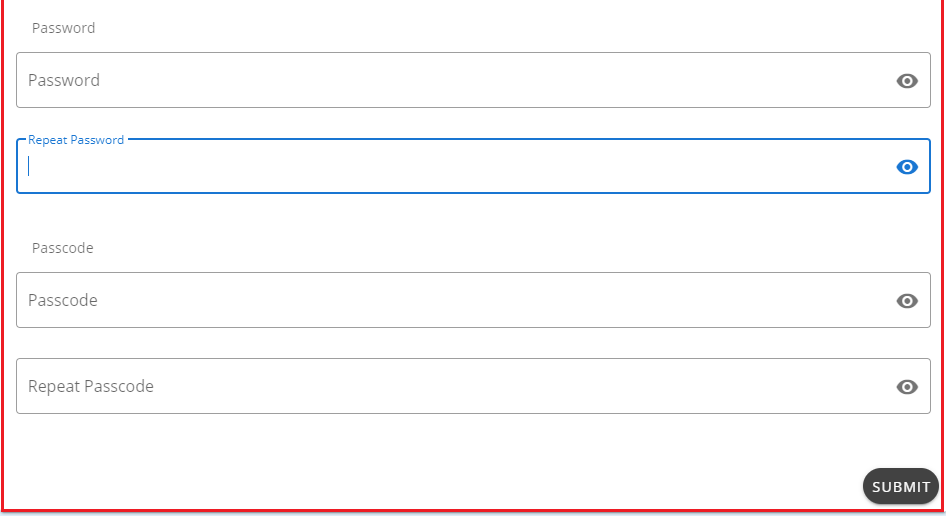 Password
Password
Repeat Password
Passcode
Passcode
Repeat Passcode
SUBMIT